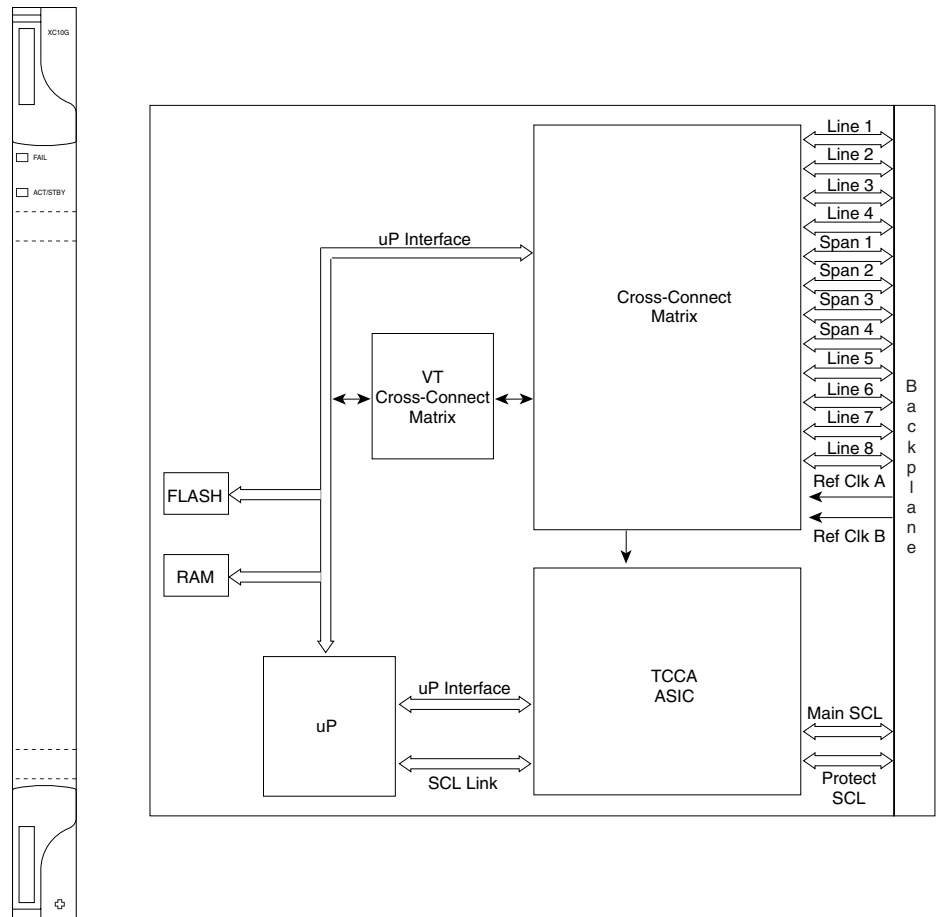 XC10G
FAIL
ACT/STBY
Line 1
Line 2
Line 3
Line 4
Span 1
Span 2
Span 3
Span 4
Line 5
Line 6
Line 7
Line 8
Ref Clk A
Ref Clk B
uP Interface
Cross-Connect
Matrix
VT
Cross-Connect
Matrix
FLASH
RAM
uP
uP Interface
SCL Link
TCCA
ASIC
Main SCL
Protect
SCL
Backplane